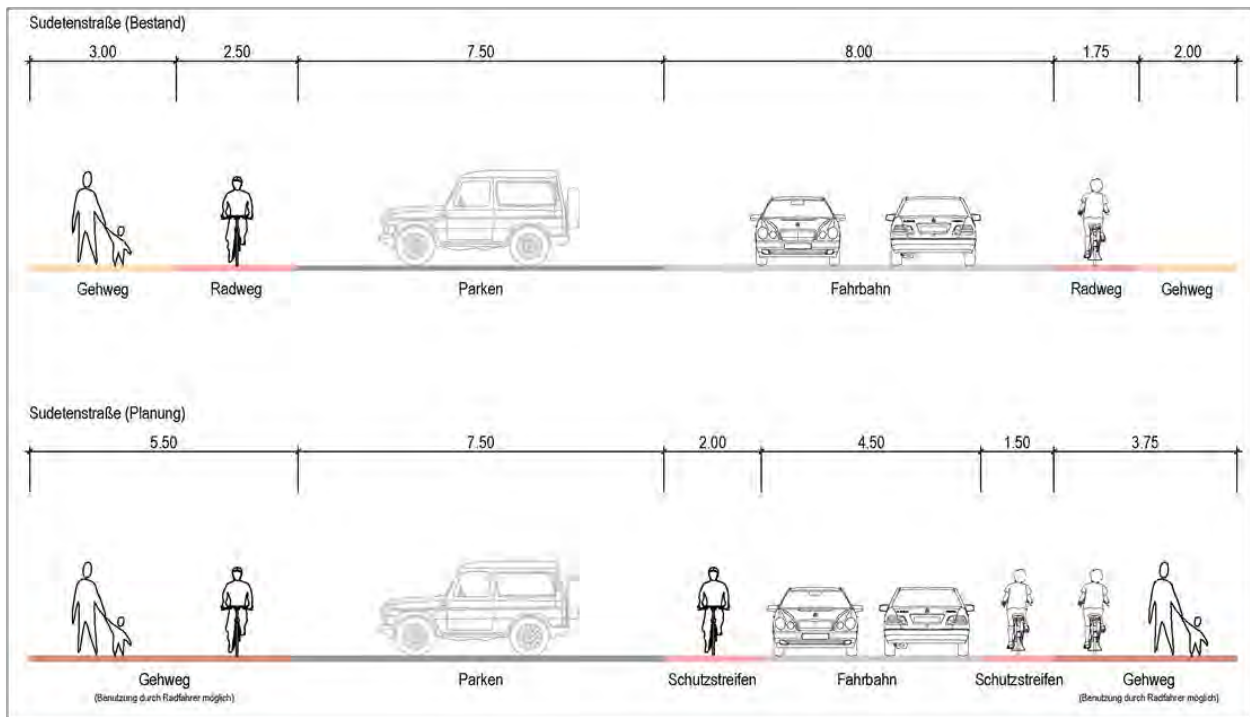 Sudetenstraße (Bestand)
3.00 2.50 7.50 8.00 1.75 2.00
Gehweg Radweg Parken Fahrbahn Radweg Gehweg
Sudetenstraße (Planung)
5.50 7.50 2.00 4.50 1.50 3.75
Gehweg Parken Schutzstreifen Fahrbahn Schutzstreifen Gehweg
(Benutzung durch Radfahrer möglich) (Benutzung durch Radfahrer möglich)